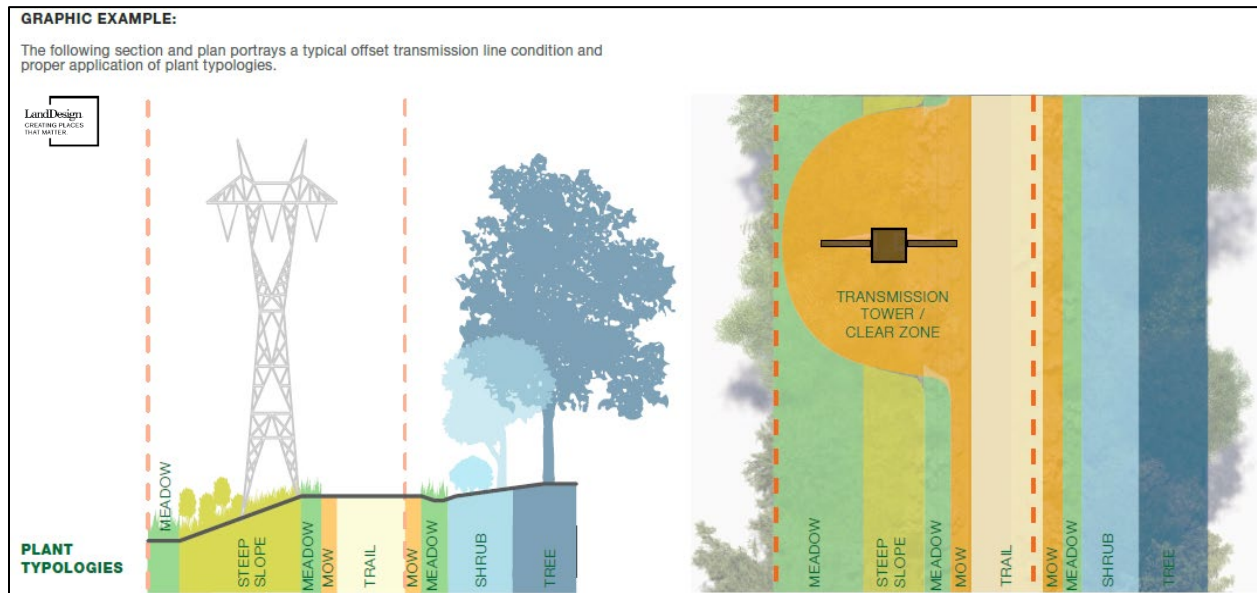 GRAPHIC EXAMPLE:
The following section and plan portrays a typical offset transmission line condition and
proper application of plant typologies.
LandDesign
CREATING PLACES
THAT MATTER.
MEADOW
STEEP
SLOPE
MEADOW
MOW
TRAIL
MOW
MEADOW
SHRUB
TREE
PLANT
TYPOLOGIES
TRANSMISSION
TOWER /
CLEAR ZONE
MEADOW
STEEP
SLOPE
MEADOW
MOW
TRAIL
MOW
MEADOW
SHRUB
TREE